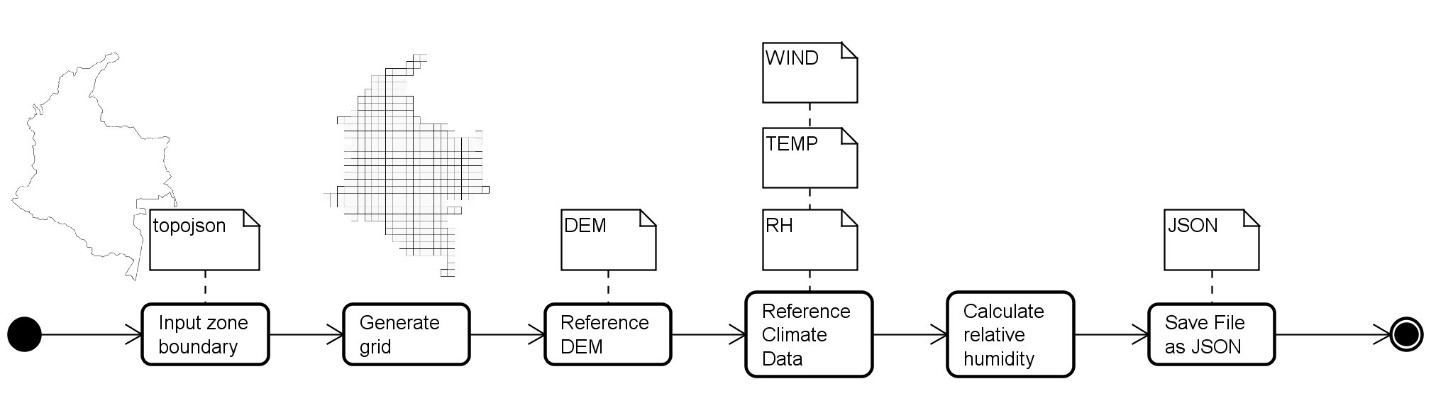 WIND
TEMP
topojson
DEM
RH
JSON
Input zone
boundary
Generate
grid
Reference
DEM
Reference
Climate
Data
Calculate
relative
humidity
Save File
as JSON